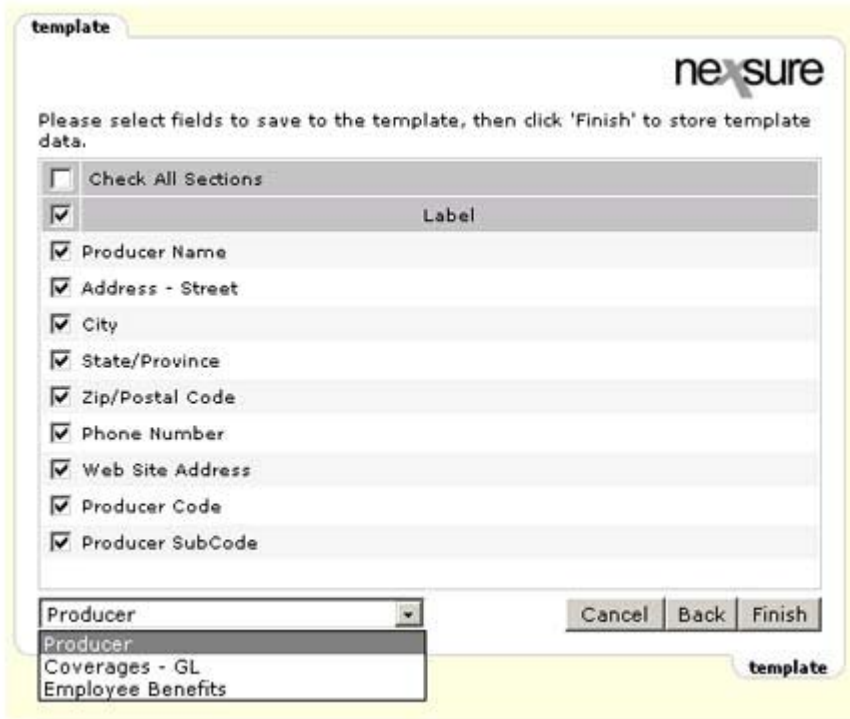 template
nexsure
Please select fields to save to the template, then click 'Finish' to store template
data.
Check All Sections
Label
Producer Name
Address - Street
City
State/Province
Zip/Postal Code
Phone Number
Web Site Address
Producer Code
Producer SubCode
Producer
Cancel Back Finish
Producer
Coverages - GL
Employee Benefits
template